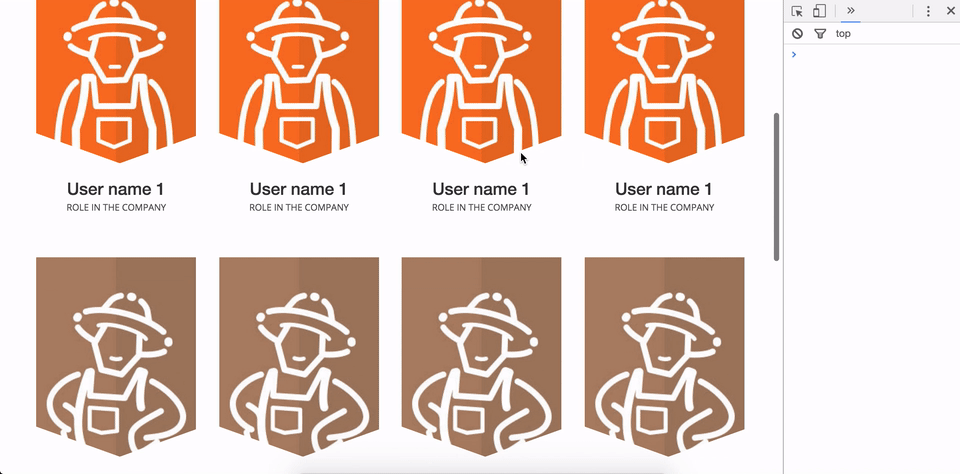 top
User name 1 User name 1 User name 1 User name 1
ROLE IN THE COMPANY ROLE IN THE COMPANY ROLE IN THE COMPANY ROLE IN THE COMPANY